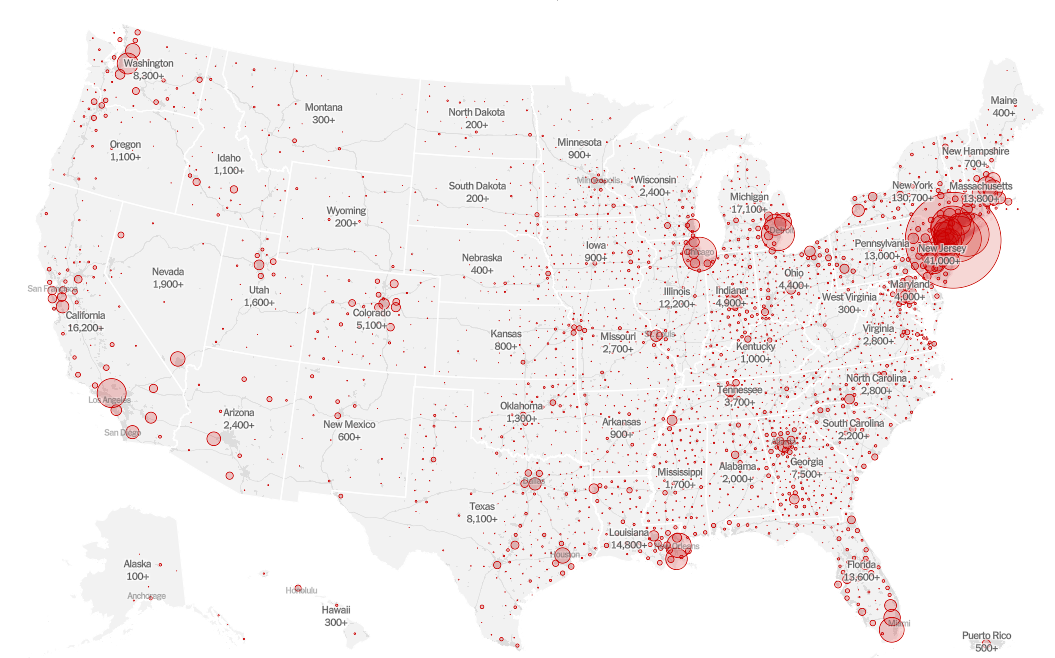 Washington
8,300+
Montana
300+
North Dakota
200+
Minnesota
900+
Maine
400+
Oregon
1,100+
Idaho
1,100+
New Hampshire
700+
Minneapolis
Wisconsin
2,400+
South Dakota
200+
Michigan
17,100+
New York
130,700+
Massachusetts
13,800+
Wyoming
200+
Detroit
Iowa
900+
Chicago
Pennsylvania
13,000+
New Jersey
41,000+
Nebraska
400+
Nevada
1,900+
Utah
1,600+
San Francisco
Ohio
4,400+
Illinois
12,200+
Indiana
4,900+
Maryland
4,000+
West Virginia
300+
California
16,200+
Colorado
5,100+
Kansas
800+
Missouri
2,700+
St. Louis
Virginia
2,800+
Kentucky
1,000+
Los Angeles
North Carolina
2,800+
Tennessee
3,700+
Oklahoma
1,300+
Arizona
2,400+
New Mexico
600+
Arkansas
900+
South Carolina
2,200+
San Diego
Atlanta
Georgia
7,500+
Alabama
2,000+
Mississippi
1,700+
Dallas
Texas
8,100+
Louisiana
14,800+
New Orleans
Houston
Florida
13,600+
Alaska
100+
Anchorage
Honolulu
Hawaii
300+
Miami
Puerto Rico
500+